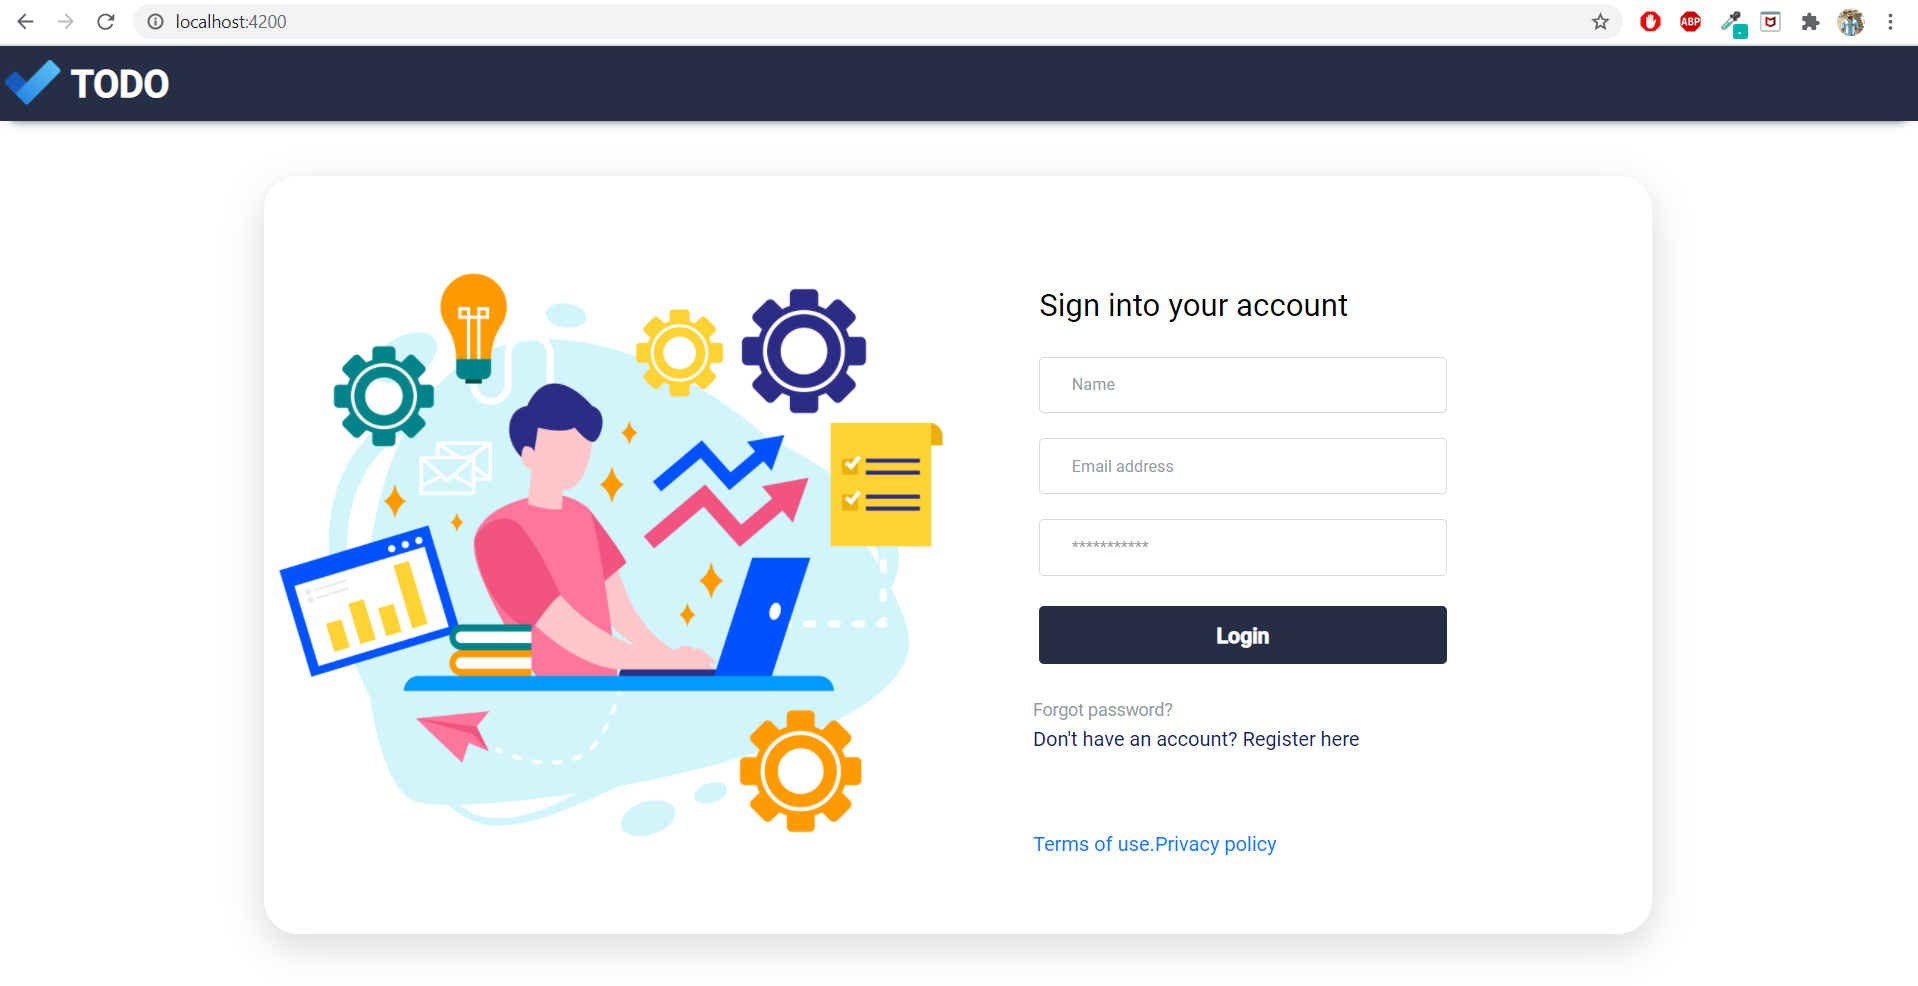 localhost:4200
ABP
TODO
Sign into your account
Name
Email address
***********
Login
Forgot password?
Don't have an account? Register here
Terms of use.Privacy policy